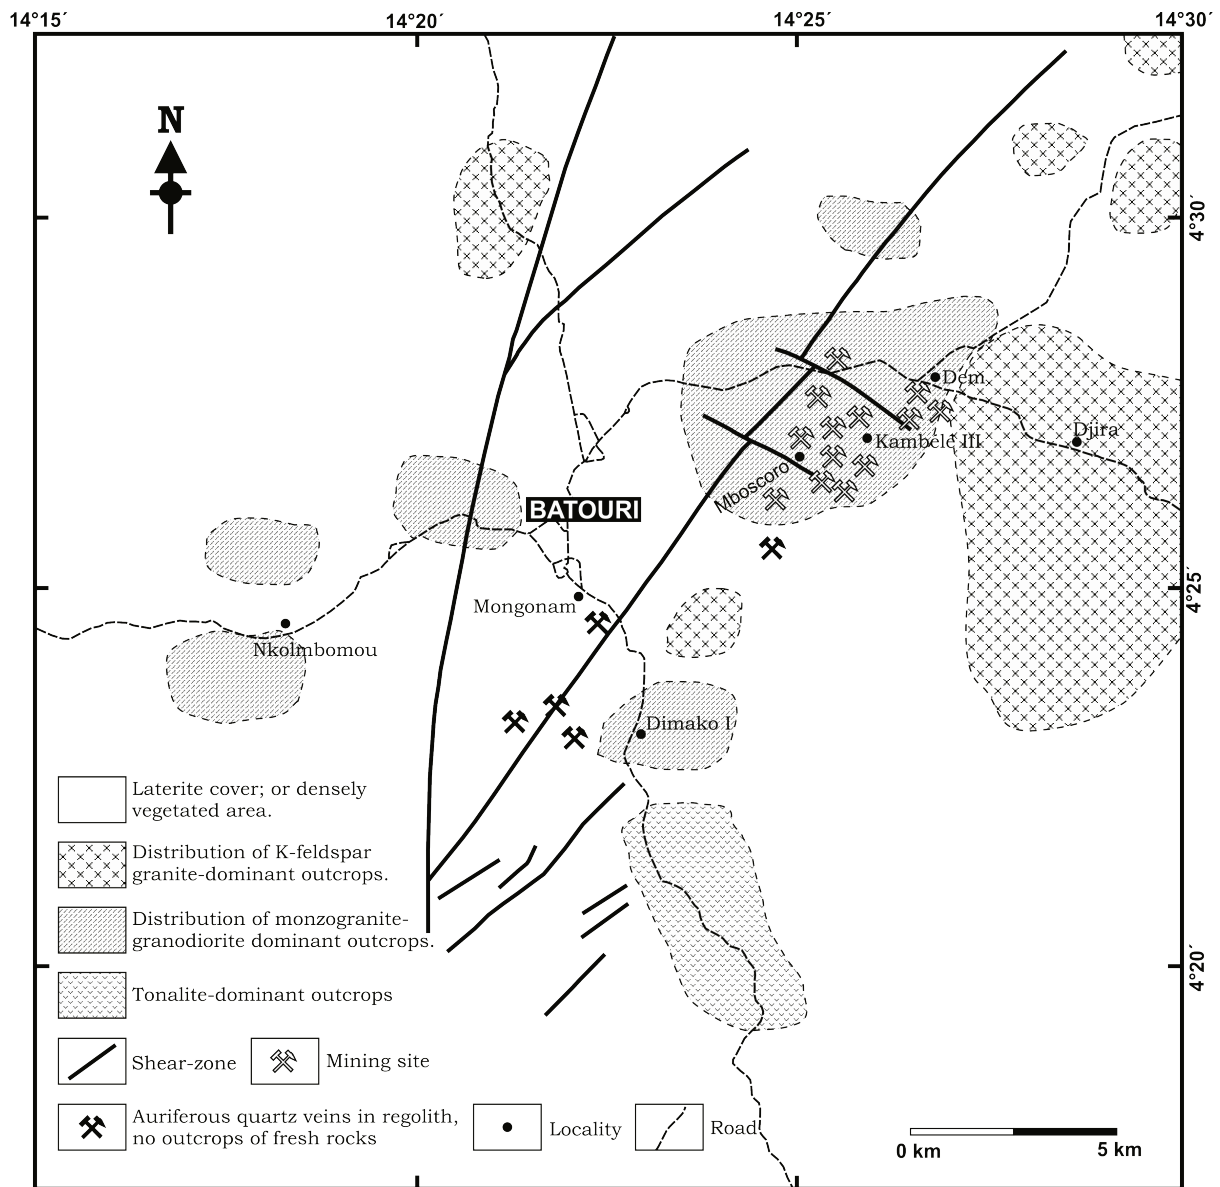 14°15´
14°20´
14°25´
14°30´
N
4°30´
Dem
Djira
Kambélé III
Mboscoro
BATOURI
4°25´
Mongonam
Nkolmbomou
Dimako I
Laterite cover; or densely
vegetated area.
Distribution of K-feldspar
granite-dominant outcrops.
Distribution of monzogranite-
granodiorite dominant outcrops.
4°20´
Tonalite-dominant outcrops
Shear-zone
Mining site
Auriferous quartz veins in regolith,
no outcrops of fresh rocks
Locality
Road
0 km
5 km